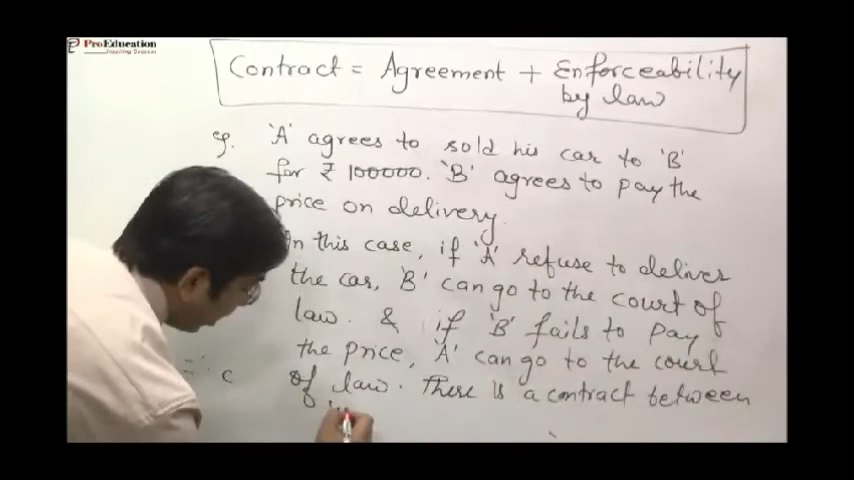 ProEducation
Inspiring Success
Contract = Agreement + Enforceability
by law
eg. 'A' agrees to sold his car to 'B'
for ₹ 100000. 'B' agrees to pay the
price on delivery.
In this case, if 'A' refuse to deliver
the car, 'B' can go to the court of
law. & if 'B' fails to pay
the price, 'A' can go to the court
of law. There is a contract between